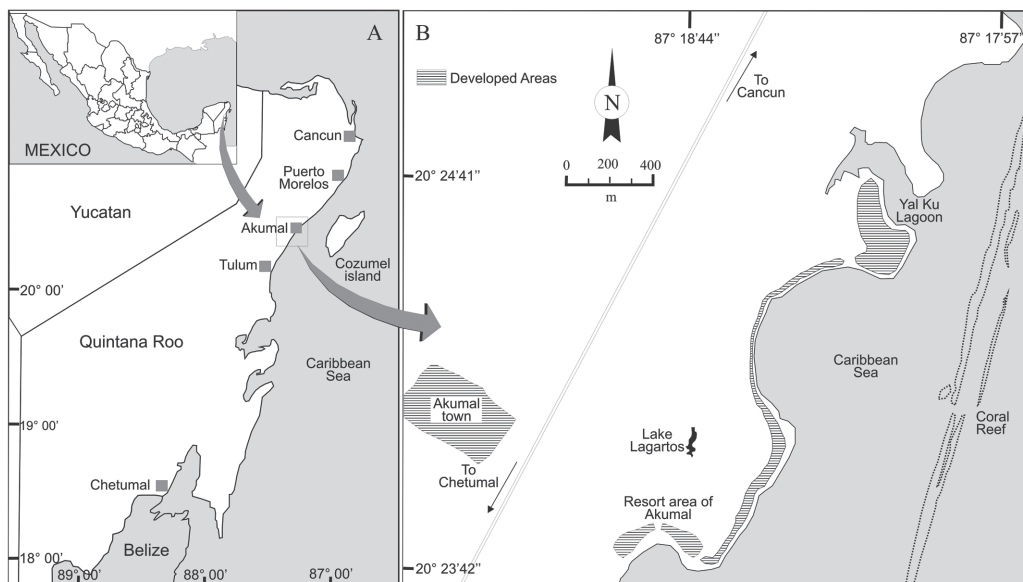 A
MEXICO
Yucatan
Cancun
Puerto
Morelos
Akumal
Tulum
Cozumel
island
20° 00’
Quintana Roo
Caribbean
Sea
19° 00’
Chetumal
Belize
18° 00’
89° 00’
88° 00’
87° 00’
B
87° 18’44”
87° 17’57”
Developed Areas
To
Cancun
N
0
200
400
m
20° 24’41”
Yal Ku
Lagoon
Caribbean
Sea
Akumal
town
Lake
Lagartos
Coral
Reef
To
Chetumal
Resort area of
Akumal
20° 23’42”